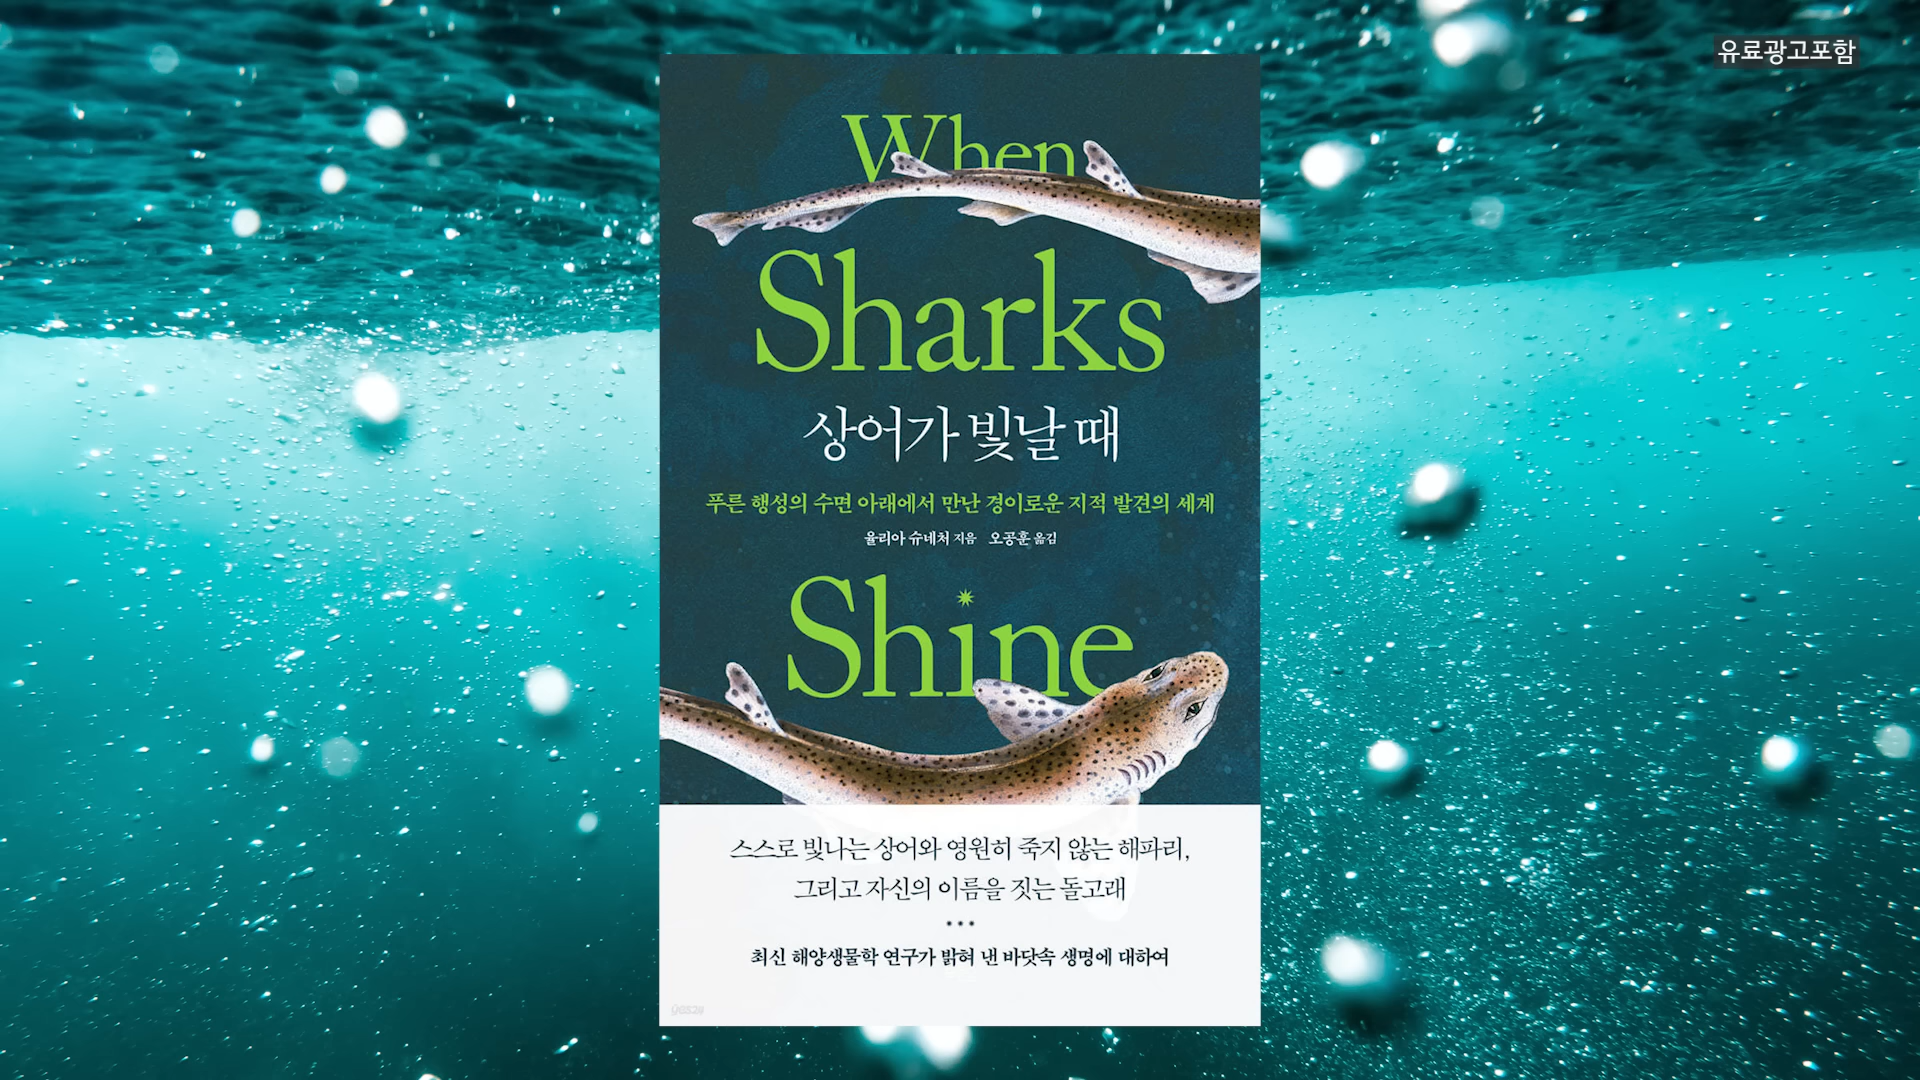 유료광고포함
When
Sharks
상어가 빛날 때
푸른 행성의 수면 아래에서 만난 경이로운 지적 발견의 세계
율리아 슈네처 지음 오공훈 옮김
Shine
스스로 빛나는 상어와 영원히 죽지 않는 해파리,
그리고 자신의 이름을 짓는 돌고래
•••
최신 해양생물학 연구가 밝혀 낸 바닷속 생명에 대하여
yes24